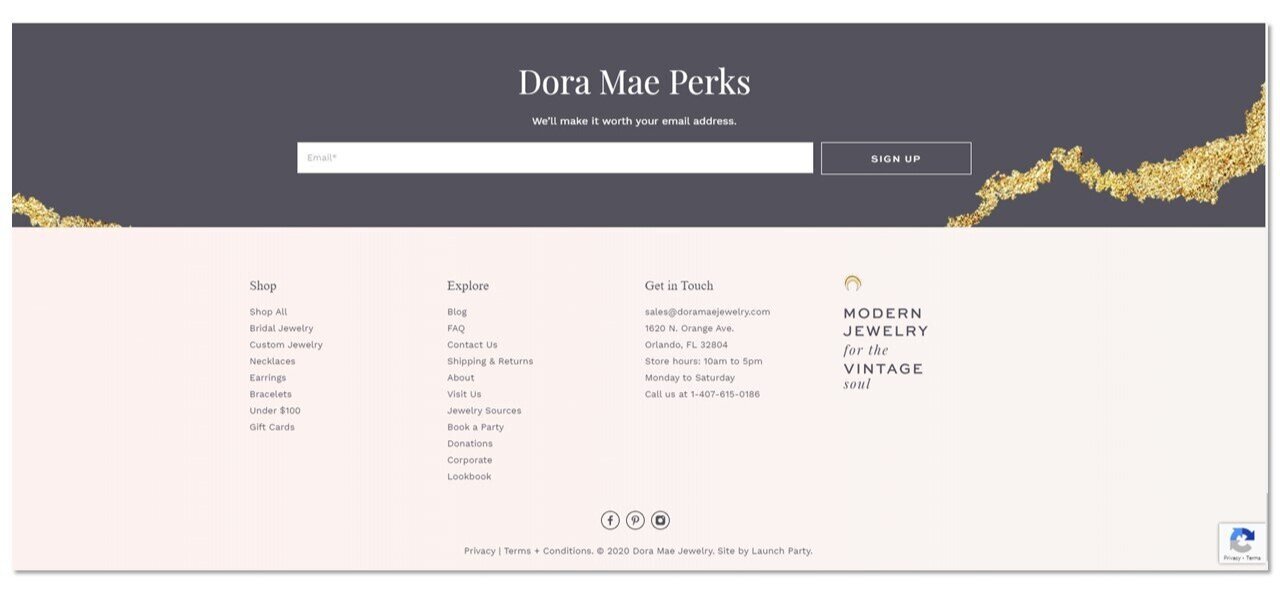 Dora Mae Perks
We'll make it worth your email address.
Email*
SIGN UP
Shop
Shop All
Bridal Jewelry
Custom Jewelry
Necklaces
Earrings
Bracelets
Under $100
Gift Cards
Explore
Blog
FAQ
Contact Us
Shipping & Returns
About
Visit Us
Jewelry Sources
Book a Party
Donations
Corporate
Lookbook
Get in Touch
sales@doramaejewelry.com
1620 N. Orange Ave.
Orlando, FL 32804
Store hours: 10am to 5pm
Monday to Saturday
Call us at 1-407-615-0186
MODERN
JEWELRY
for the
VINTAGE
soul
Privacy | Terms + Conditions. © 2020 Dora Mae Jewelry. Site by Launch Party.
Privacy - Terms